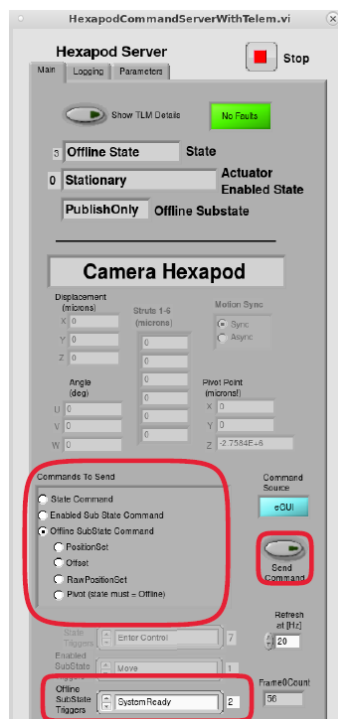 HexapodCommandServerWithTelem.vi
Hexapod Server
Stop
Main Logging Parameters
Show TLM Details
No Faults
3 Offline State State
0 Stationary Actuator
Enabled State
PublishOnly Offline Substate
Camera Hexapod
Displacement
(microns)
Struts 1-6
(microns)
Motion Sync
X 0
Y 0
Z 0
0
0
0
0
0
0
Sync
Async
Angle
(deg)
U 0
V 0
W 0
Pivot Point
(microns)
X 0
Y 0
Z -2.7584E+6
Commands To Send
State Command
Enabled Sub State Command
Offline SubState Command
PositionSet
Offset
RawPositionSet
Pivot (state must = Offline)
Command
Source
eGUI
Send
Command
Refresh
at [Hz]
20
State
Triggers Enter Control 7
Enabled
SubState Move 1
Triggers
Offline
SubState SystemReady 2
Triggers
Frame#Count
56